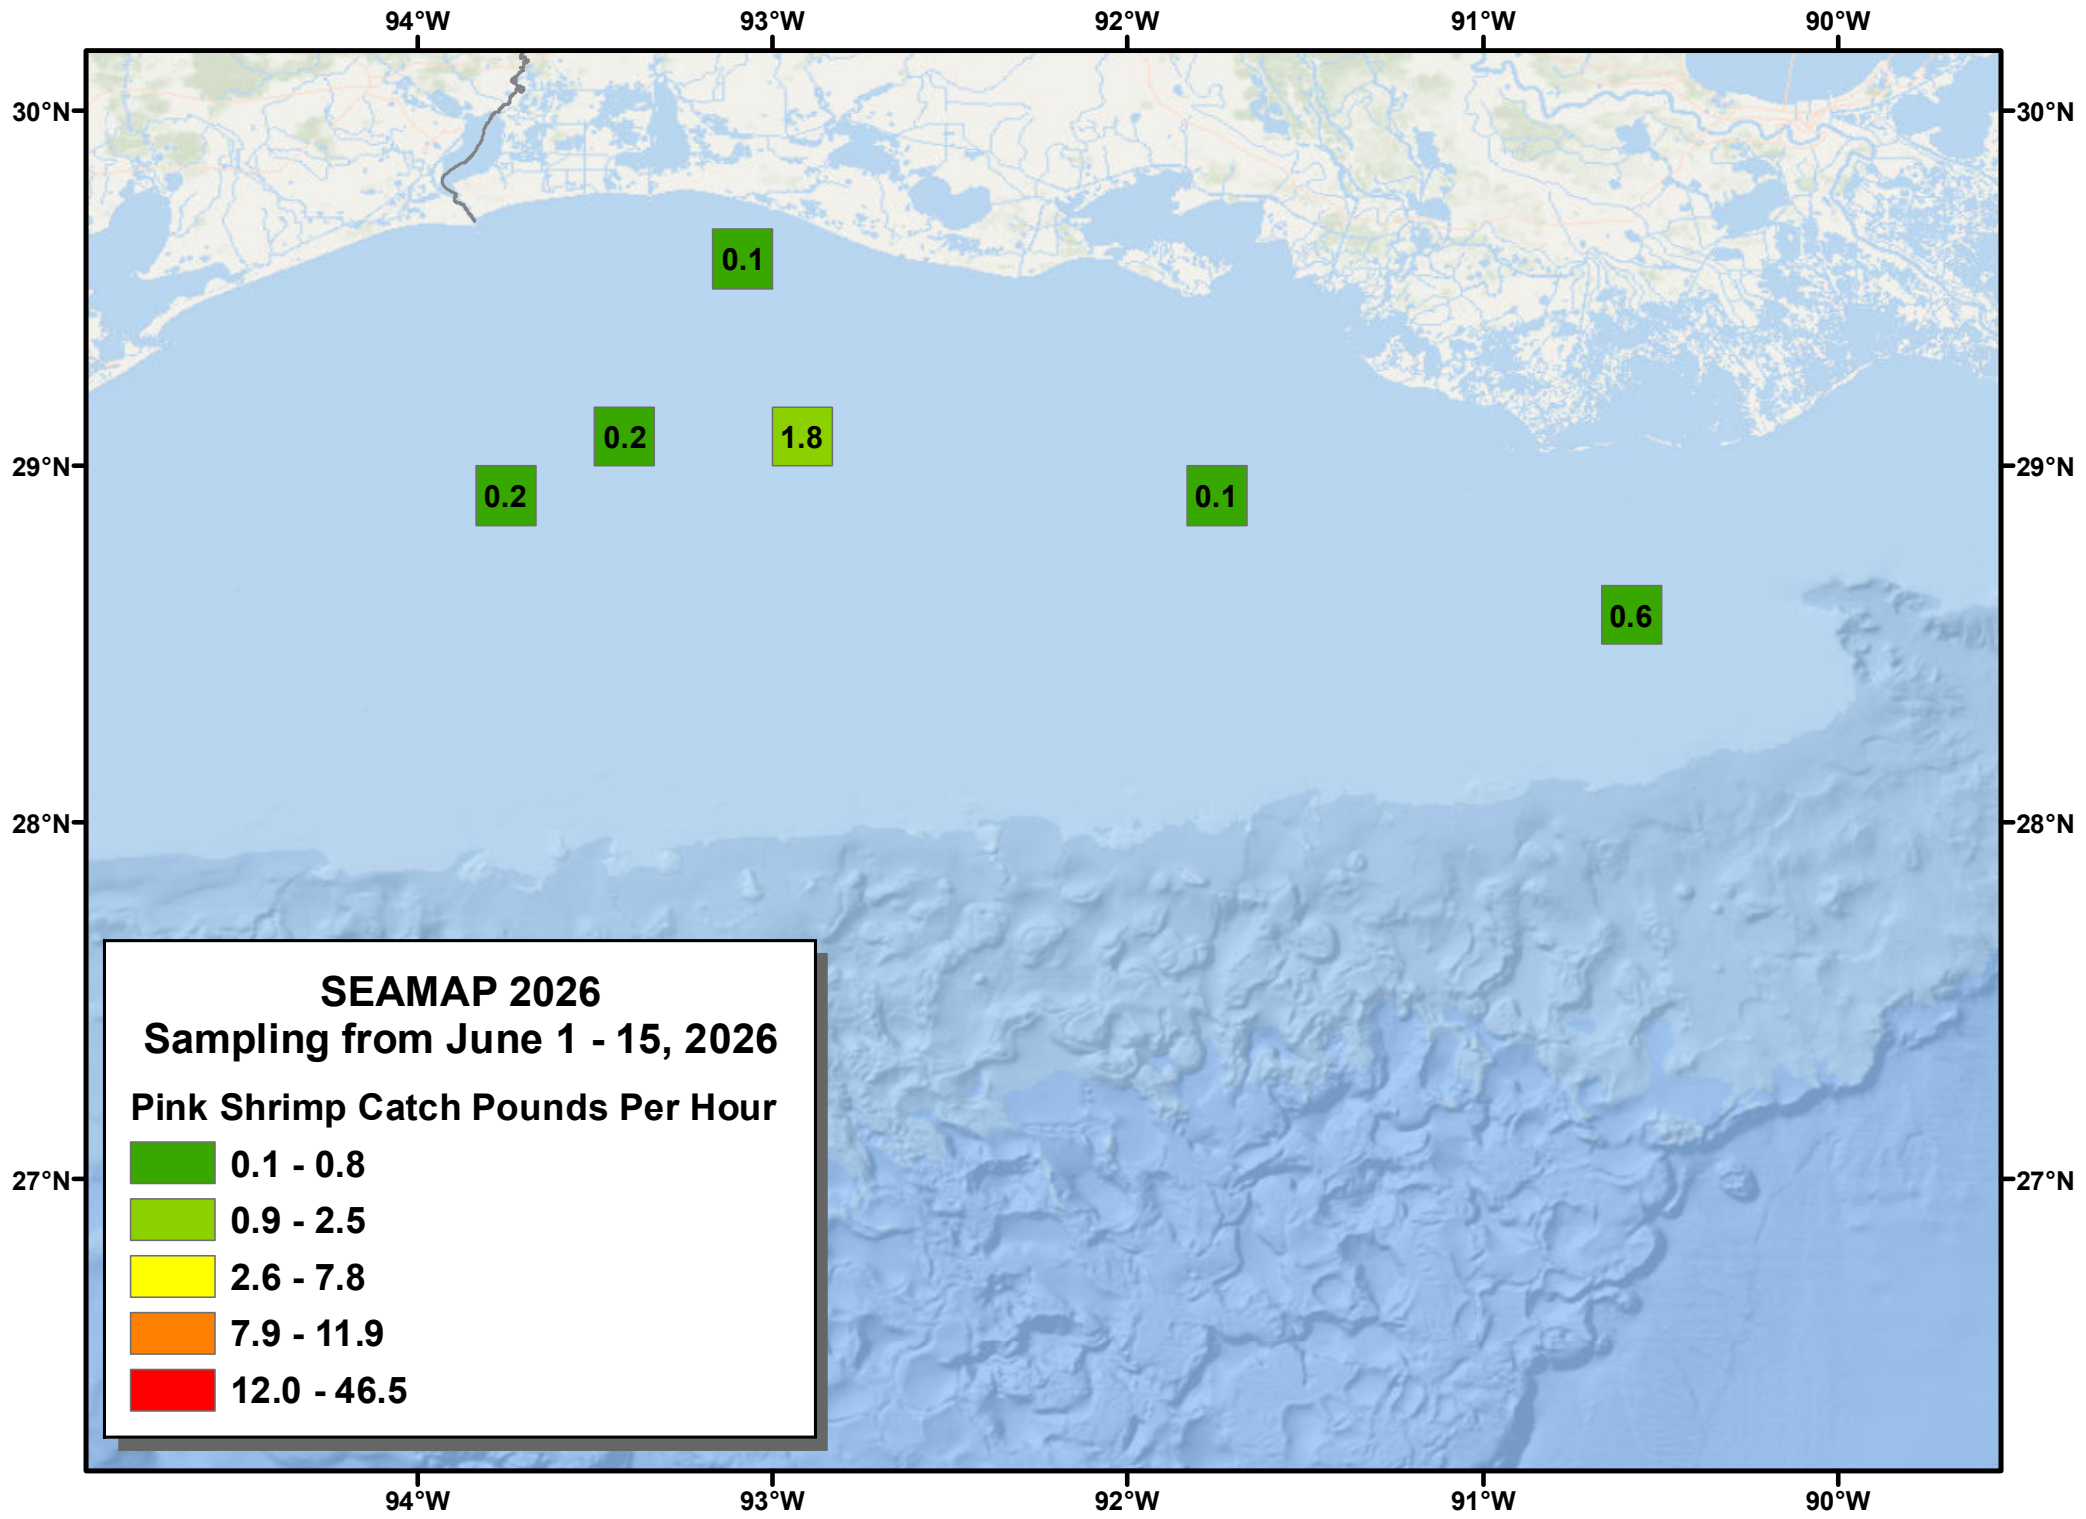 94°W 93°W 92°W 91°W 90°W
30°N 30°N
0.1
0.2 1.8
29°N 29°N
0.2 0.1
0.6
28°N 28°N
SEAMAP 2026
Sampling from June 1 - 15, 2026
Pink Shrimp Catch Pounds Per Hour
0.1 - 0.8
27°N 27°N
0.9 - 2.5
2.6 - 7.8
7.9 - 11.9
12.0 - 46.5
94°W 93°W 92°W 91°W 90°W